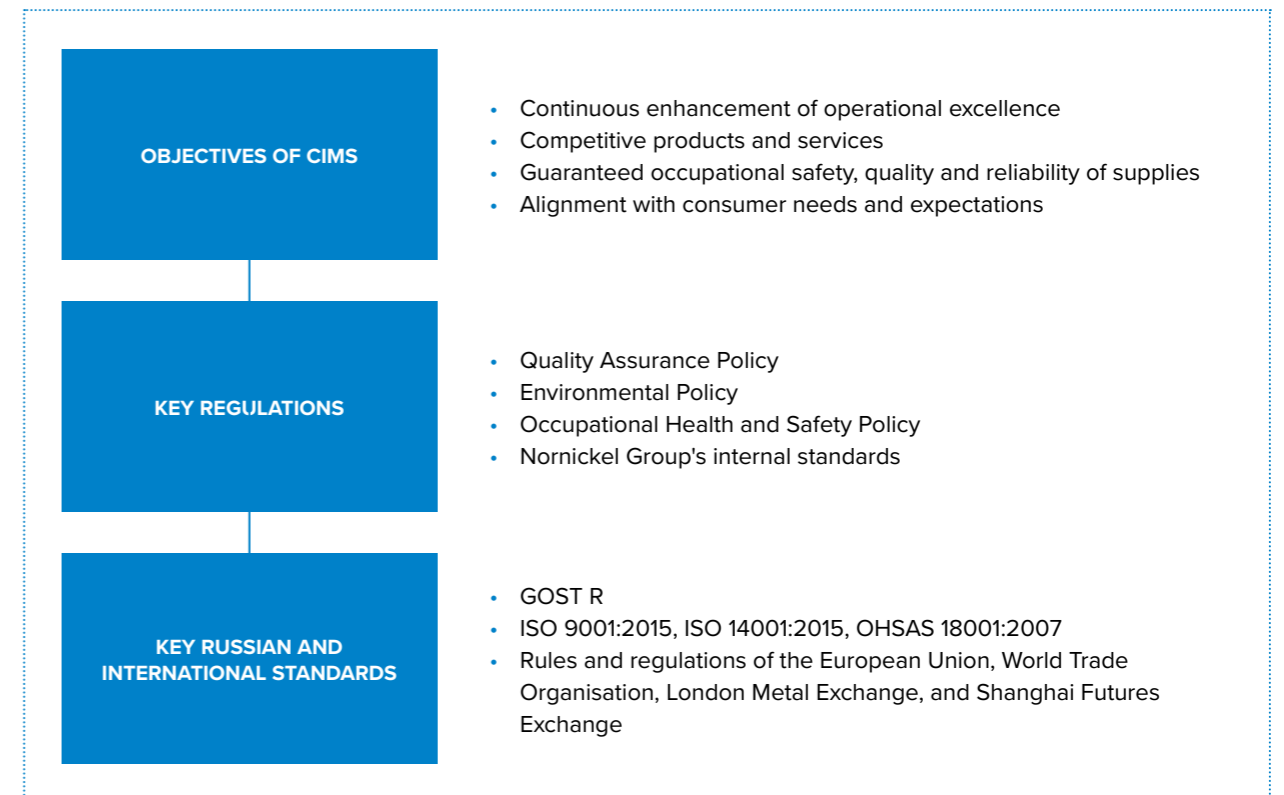 OBJECTIVES OF CIMS
• Continuous enhancement of operational excellence
• Competitive products and services
• Guaranteed occupational safety, quality and reliability of supplies
• Alignment with consumer needs and expectations
KEY REGULATIONS
• Quality Assurance Policy
• Environmental Policy
• Occupational Health and Safety Policy
• Nornickel Group's internal standards
KEY RUSSIAN AND
INTERNATIONAL STANDARDS
• GOST R
• ISO 9001:2015, ISO 14001:2015, OHSAS 18001:2007
• Rules and regulations of the European Union, World Trade
Organisation, London Metal Exchange, and Shanghai Futures
Exchange